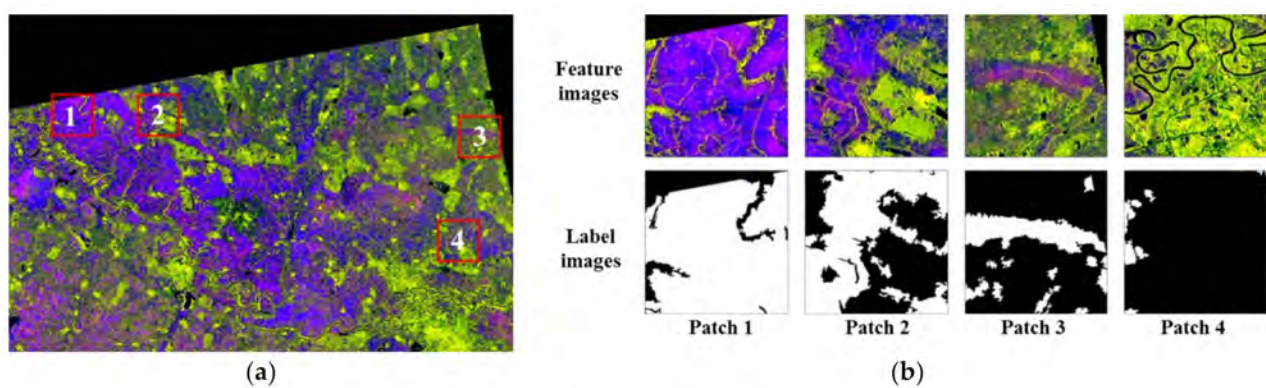 1
2
3
4
(a)
Feature
images
Label
images
Patch 1
Patch 2
Patch 3
Patch 4
(b)